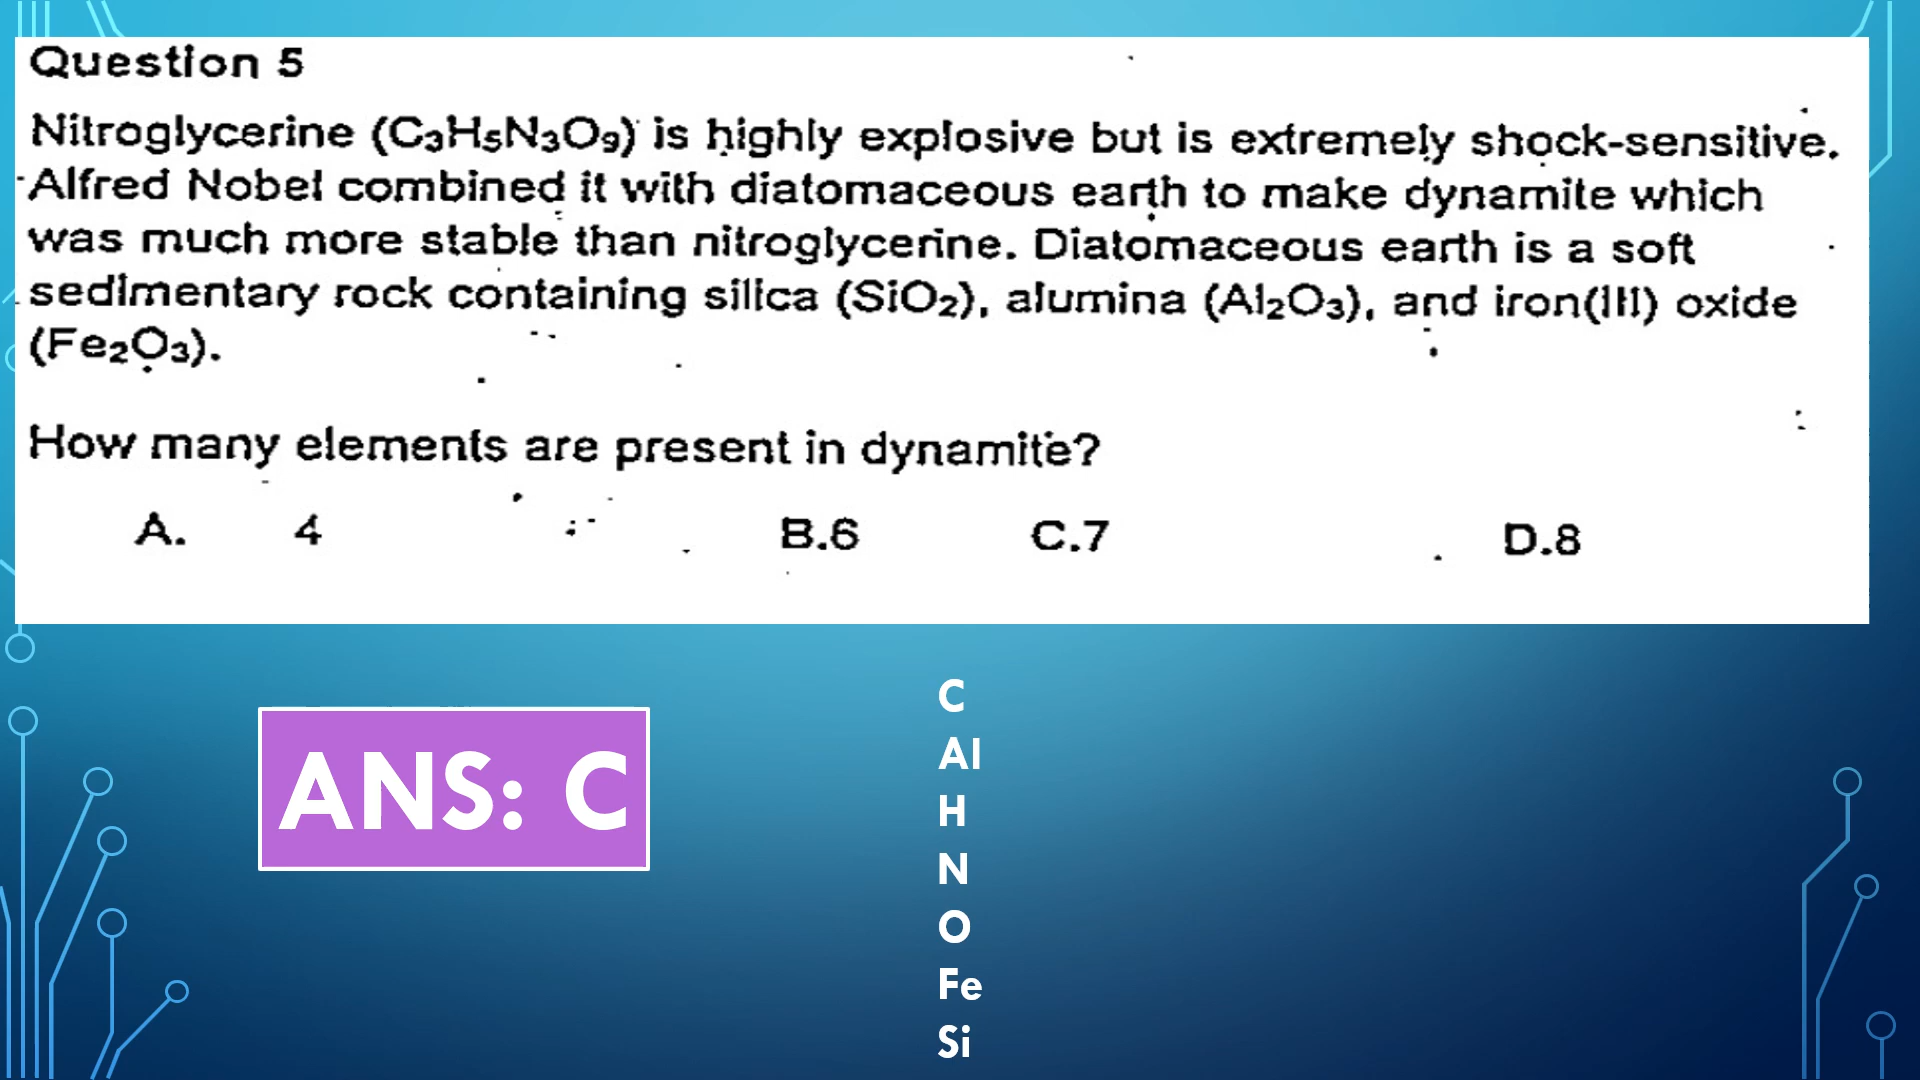 Question 5
Nitroglycerine (C₃H₅N₃O₉) is highly explosive but is extremely shock-sensitive.
Alfred Nobel combined it with diatomaceous earth to make dynamite which
was much more stable than nitroglycerine. Diatomaceous earth is a soft
sedimentary rock containing silica (SiO₂), alumina (Al₂O₃), and iron(III) oxide
(Fe₂O₃).
How many elements are present in dynamite?
A. 4 B.6 C.7 D.8
ANS: C
C
Al
H
N
O
Fe
Si